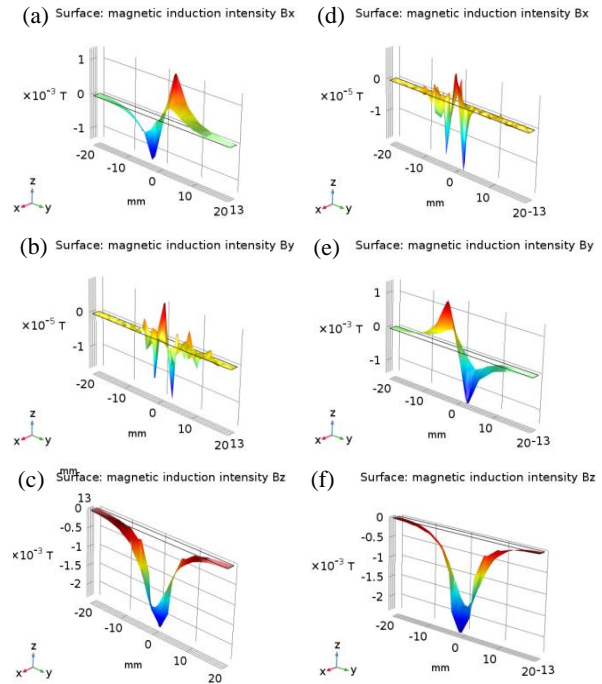 (a) Surface: magnetic induction intensity Bx
1
0
×10⁻³ T
-1
-20
-10
0
mm
10
20 13
z
x y
(d) Surface: magnetic induction intensity Bx
0
×10⁻⁵ T
-1
-20
-10
0
mm
10
20 -13
z
x y
(b) Surface: magnetic induction intensity By
0
×10⁻⁵ T
-1
-20
-10
0
mm
10
20 13
z
x y
(e) Surface: magnetic induction intensity By
1
×10⁻³ T
0
-1
-20
-10
0
mm
10
20 -13
z
x y
mm
(c) Surface: magnetic induction intensity Bz
13
0
-0.5
-1
×10⁻³ T
-1.5
-2
-20
-10
0
mm
10
20
z
x y
(f) Surface: magnetic induction intensity Bz
0
-0.5
×10⁻³ T
-1
-1.5
-2
-20
-10
0
mm
10
20 -13
z
x y